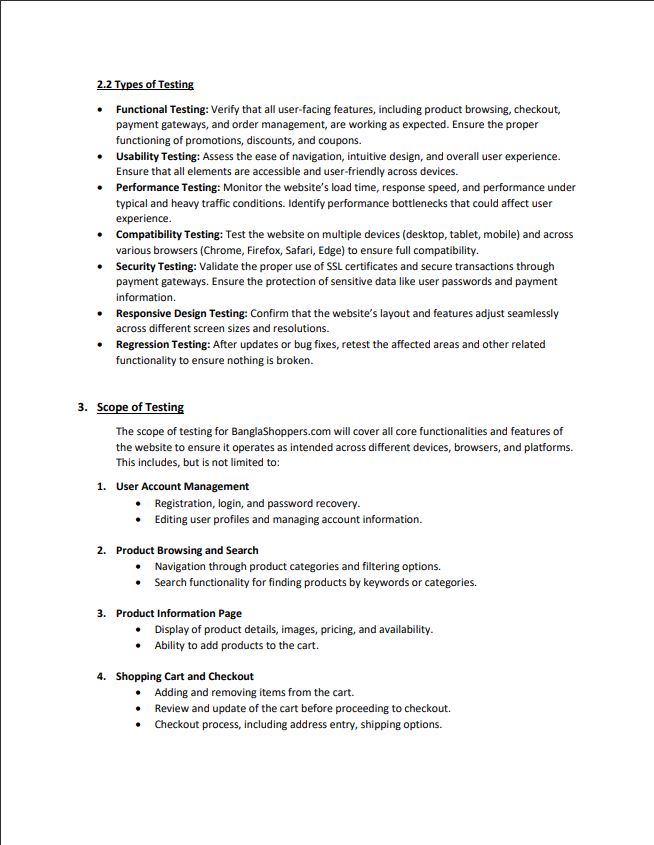 2.2 Types of Testing
• Functional Testing: Verify that all user-facing features, including product browsing, checkout,
payment gateways, and order management, are working as expected. Ensure the proper
functioning of promotions, discounts, and coupons.
• Usability Testing: Assess the ease of navigation, intuitive design, and overall user experience.
Ensure that all elements are accessible and user-friendly across devices.
• Performance Testing: Monitor the website’s load time, response speed, and performance under
typical and heavy traffic conditions. Identify performance bottlenecks that could affect user
experience.
• Compatibility Testing: Test the website on multiple devices (desktop, tablet, mobile) and across
various browsers (Chrome, Firefox, Safari, Edge) to ensure full compatibility.
• Security Testing: Validate the proper use of SSL certificates and secure transactions through
payment gateways. Ensure the protection of sensitive data like user passwords and payment
information.
• Responsive Design Testing: Confirm that the website’s layout and features adjust seamlessly
across different screen sizes and resolutions.
• Regression Testing: After updates or bug fixes, retest the affected areas and other related
functionality to ensure nothing is broken.
3. Scope of Testing
The scope of testing for BanglaShoppers.com will cover all core functionalities and features of
the website to ensure it operates as intended across different devices, browsers, and platforms.
This includes, but is not limited to:
1. User Account Management
• Registration, login, and password recovery.
• Editing user profiles and managing account information.
2. Product Browsing and Search
• Navigation through product categories and filtering options.
• Search functionality for finding products by keywords or categories.
3. Product Information Page
• Display of product details, images, pricing, and availability.
• Ability to add products to the cart.
4. Shopping Cart and Checkout
• Adding and removing items from the cart.
• Review and update of the cart before proceeding to checkout.
• Checkout process, including address entry, shipping options.